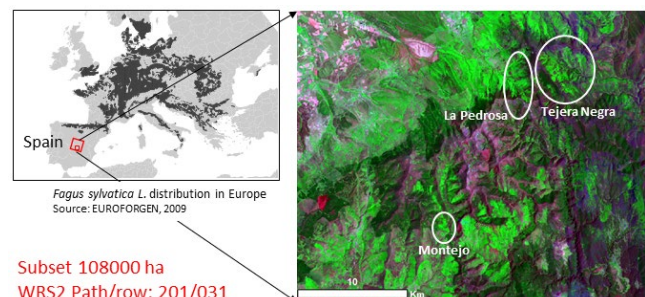 Spain
Fagus sylvatica L. distribution in Europe
Source: EUROFORGEN, 2009
La Pedrosa
Tejera Negra
Montejo
10
Km
Subset 108000 ha
WRS2 Path/row: 201/031